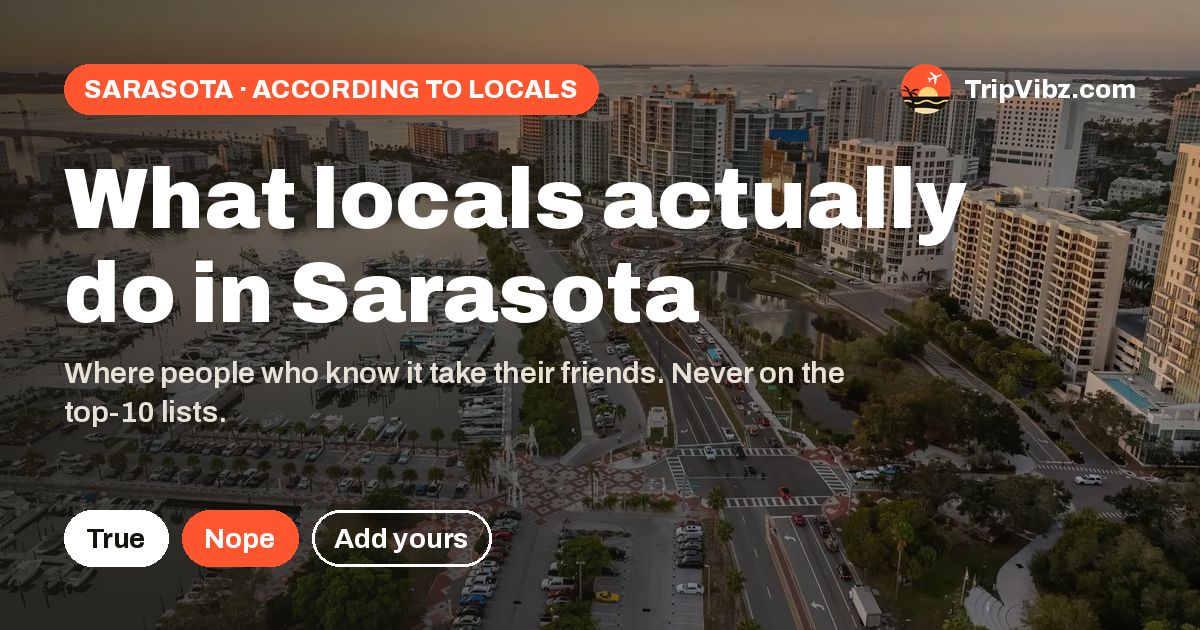 SARASOTA · ACCORDING TO LOCALS
TripVibz.com
What locals actually
do in Sarasota
Where people who know it take their friends. Never on the
top-10 lists.
True
Nope
Add yours